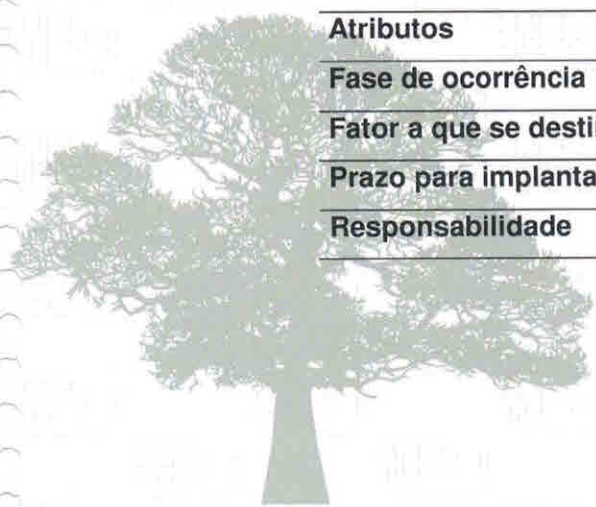 Atributos
Fase de ocorrência
Fator a que se desti
Prazo para implanta
Responsabilidade